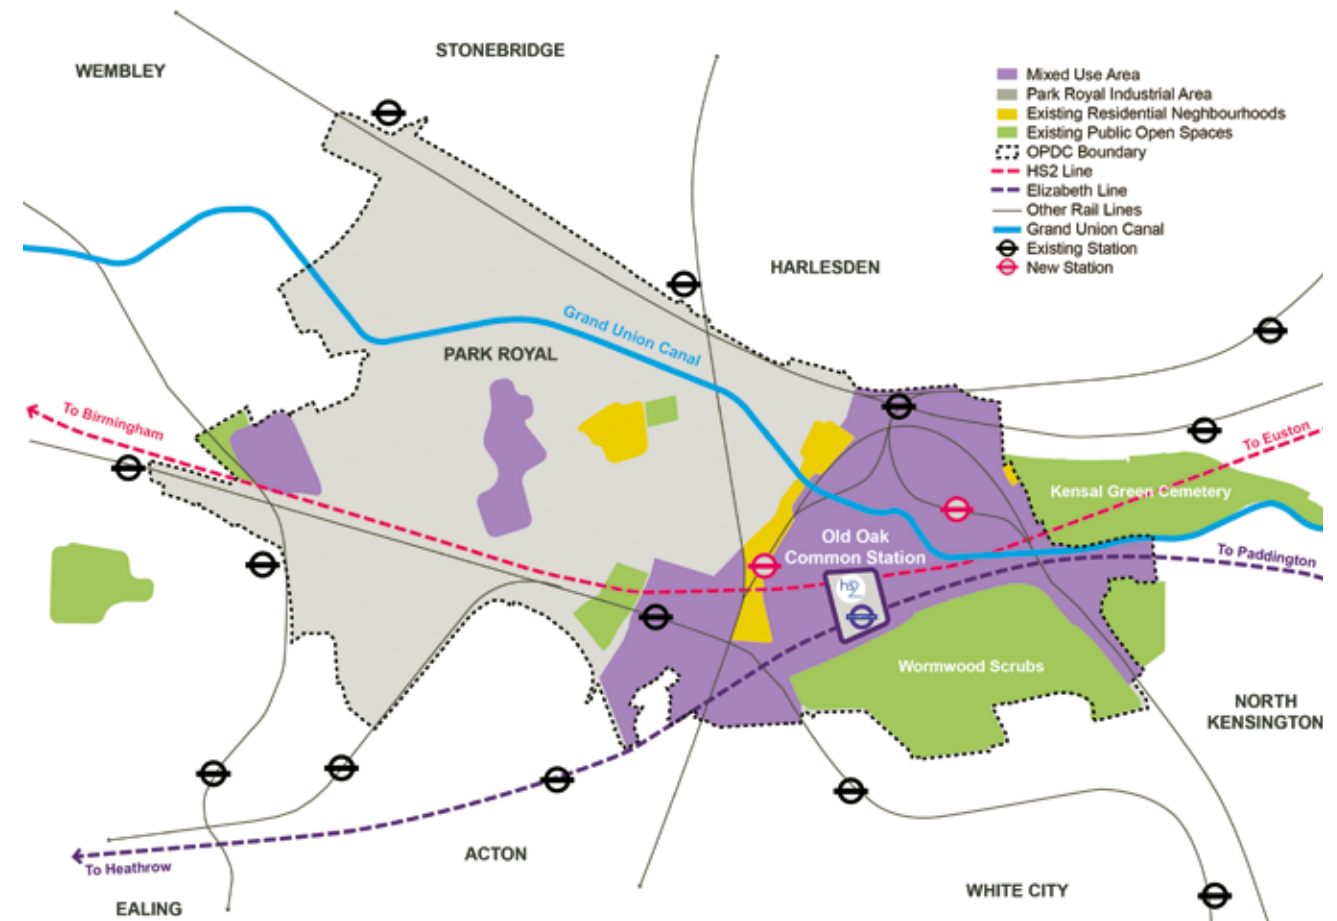 STONEBRIDGE
WEMBLEY
Mixed Use Area
Park Royal Industrial Area
Existing Residential Neghbourhoods
Existing Public Open Spaces
OPDC Boundary
HS2 Line
Elizabeth Line
Other Rail Lines
Grand Union Canal
Existing Station
New Station
HARLESDEN
Grand Union Canal
PARK ROYAL
To Birmingham
To Euston
Kensal Green Cemetery
Old Oak
Common Station
To Paddington
hs2
Wormwood Scrubs
NORTH
KENSINGTON
ACTON
To Heathrow
WHITE CITY
EALING